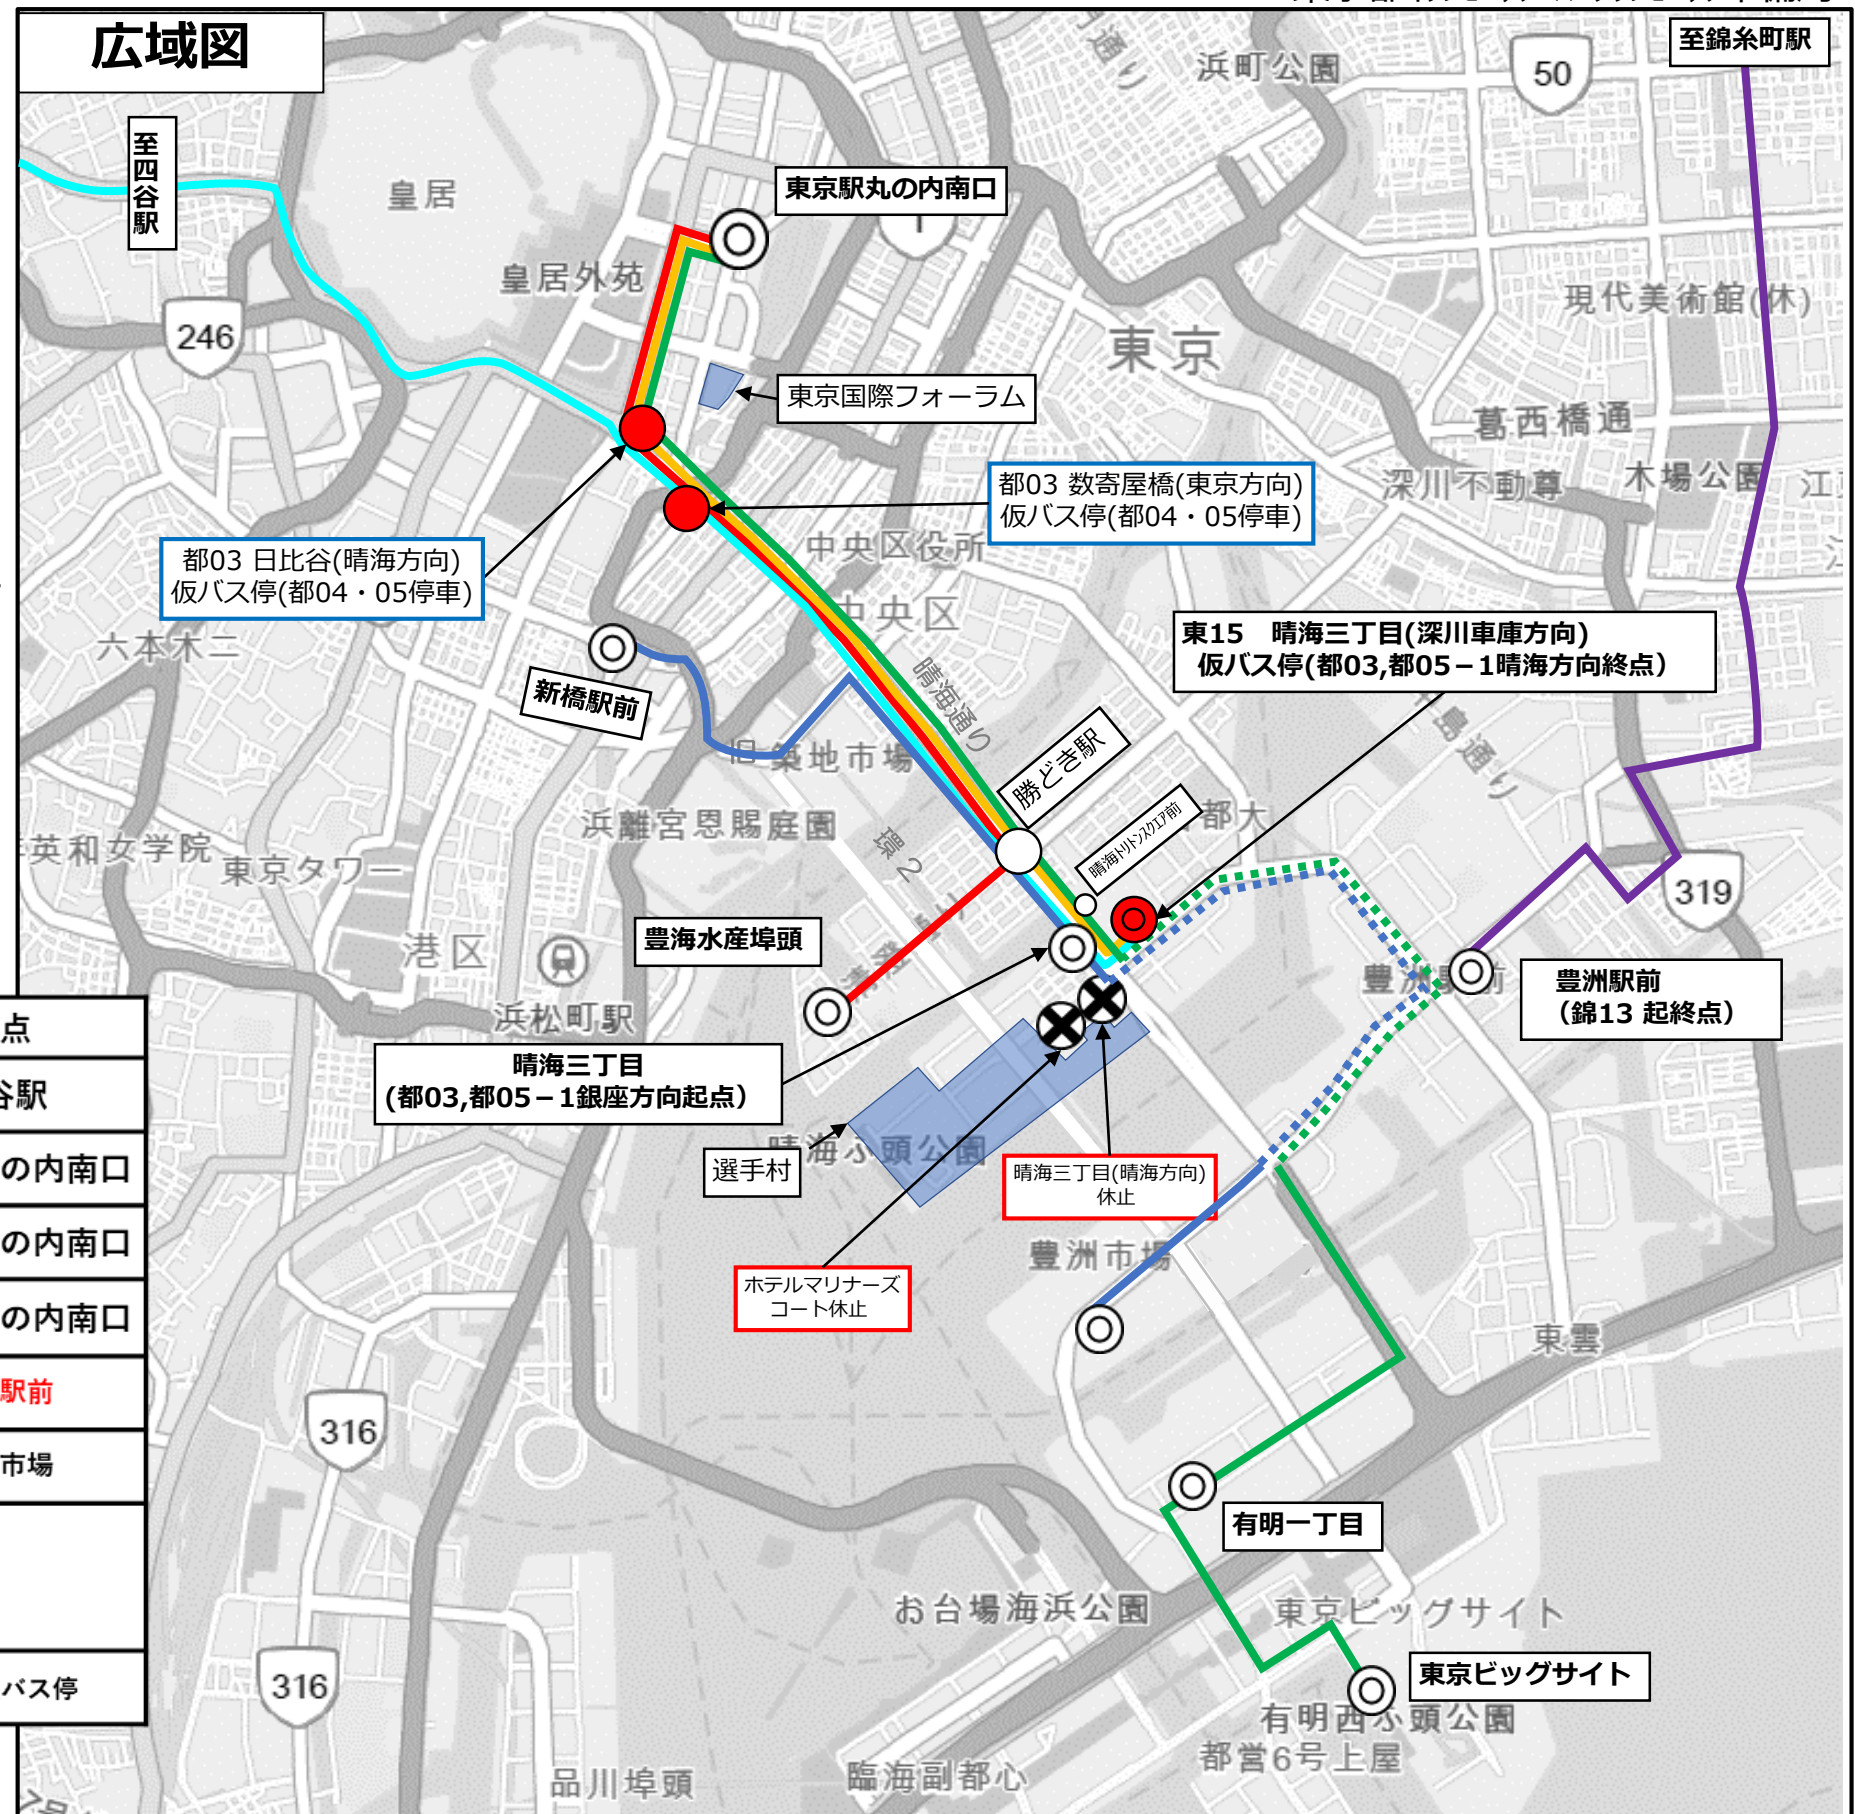 広域図
至錦糸町駅
浜町公園
50
至四谷駅
皇居
東京駅丸の内南口
1
皇居外苑
246
現代美術館(休)
東京
東京国際フォーラム
葛西橋通
深川不動尊
木場公園
都03 数寄屋橋(東京方向)
仮バス停(都04・05停車)
中央区役所
都03 日比谷(晴海方向)
仮バス停(都04・05停車)
中央区
六本木二
東15 晴海三丁目(深川車庫方向)
仮バス停(都03,都05－1晴海方向終点)
新橋駅前
晴海通り
旧築地市場
勝どき駅
島通り
晴海トリトンスクエア前
都大
浜離宮恩賜庭園
環2
英和女学院
東京タワー
319
港区
豊海水産埠頭
豊洲駅前
豊洲駅前
(錦13 起終点)
浜松町駅
晴海三丁目
(都03,都05－1銀座方向起点)
選手村
晴海ふ頭公園
晴海三丁目(晴海方向)
休止
豊洲市場
ホテルマリナーズ
コート休止
東雲
点
谷駅
の内南口
の内南口
の内南口
駅前
市場
バス停
316
有明一丁目
お台場海浜公園
東京ビッグサイト
316
東京ビッグサイト
有明西ふ頭公園
都営6号上屋
品川埠頭
臨海副都心